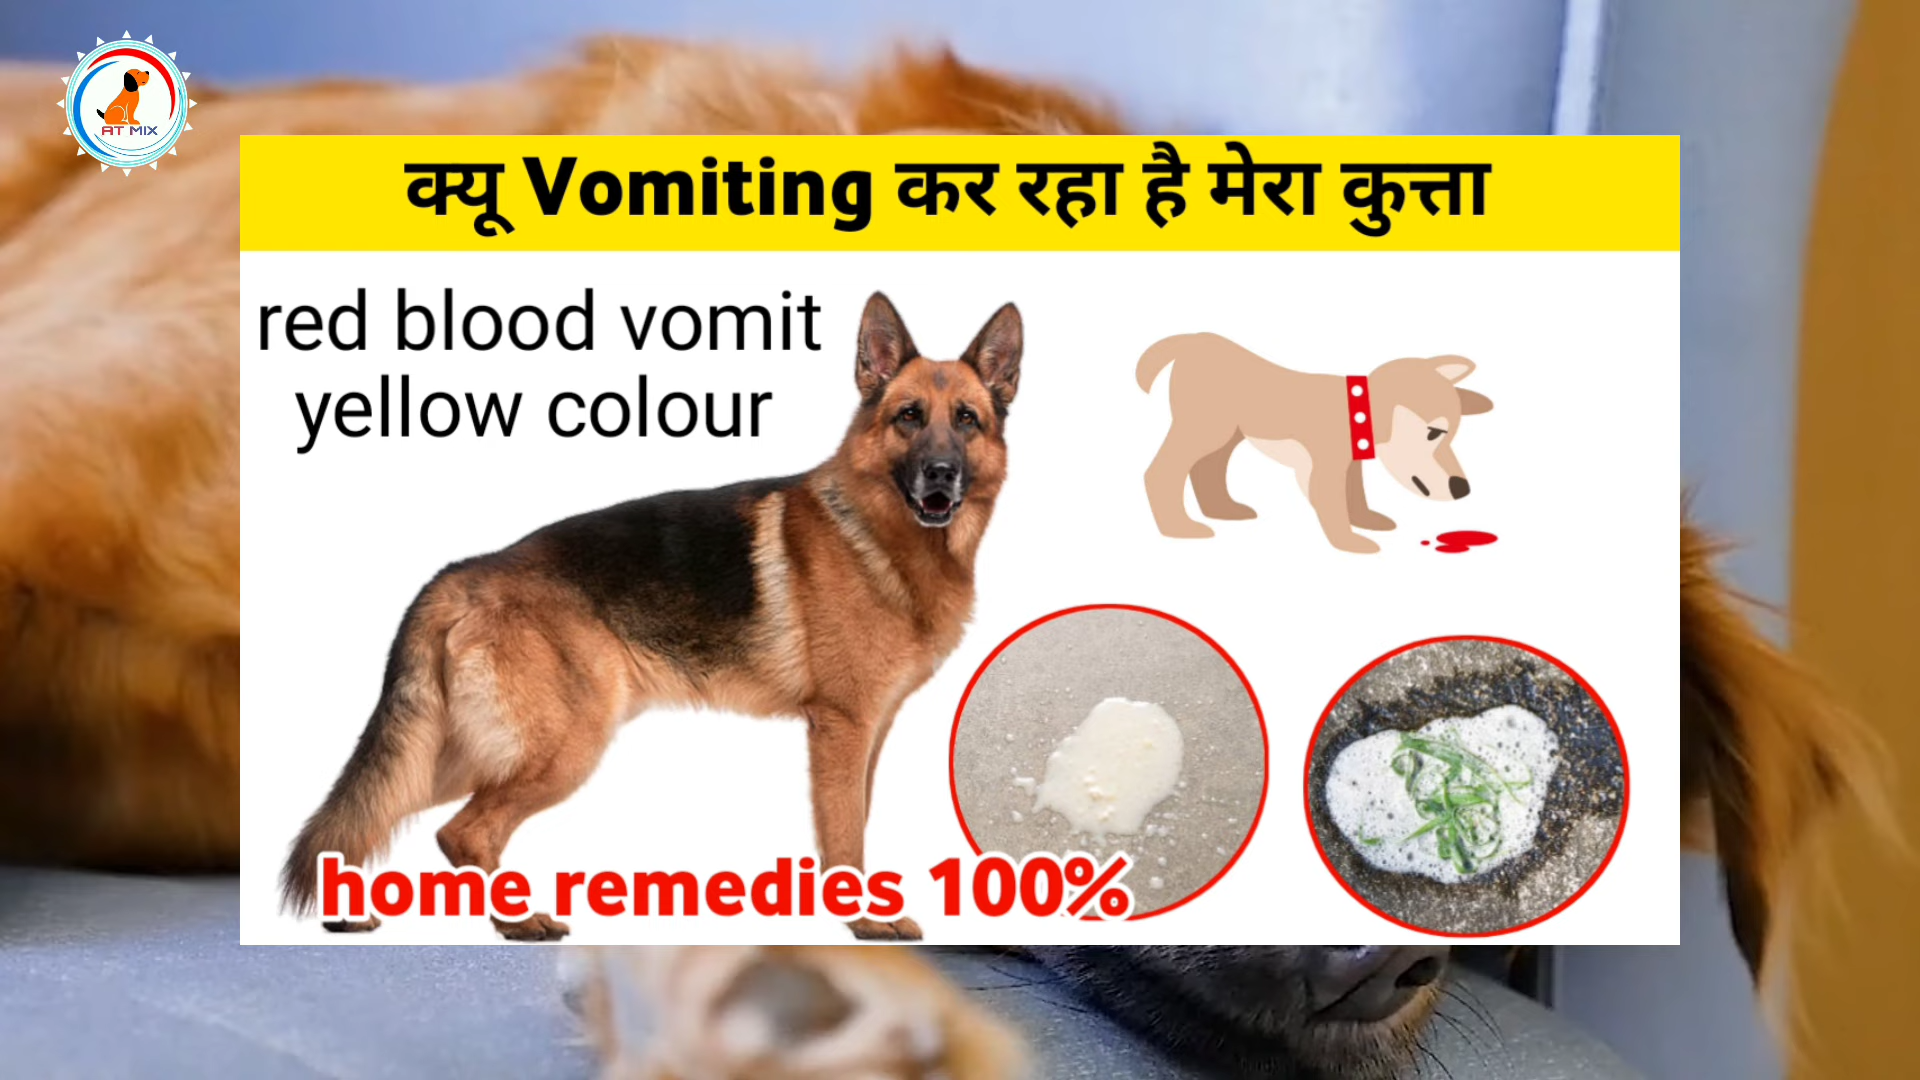 AT MIX
क्यू Vomiting कर रहा है मेरा कुत्ता
red blood vomit
yellow colour
home remedies 100%